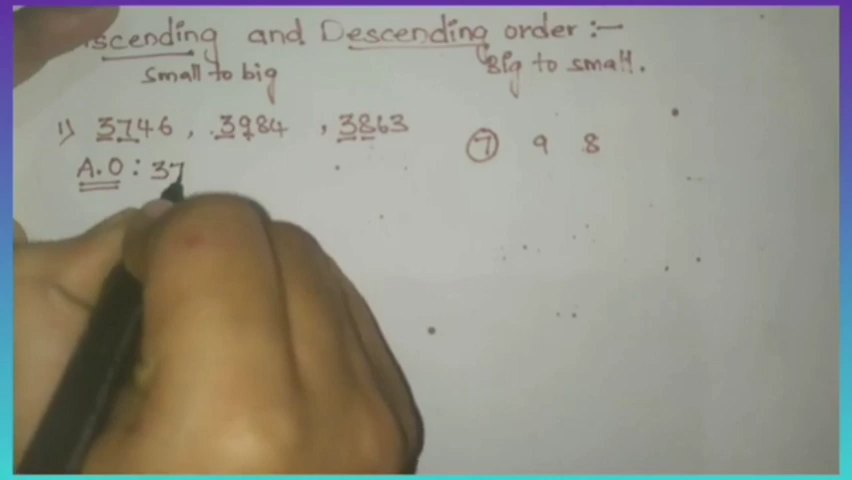 scending and Descending order :-
Small to big Big to small.
1) 3746, 3984, 3863
7 9 8
A.O : 37